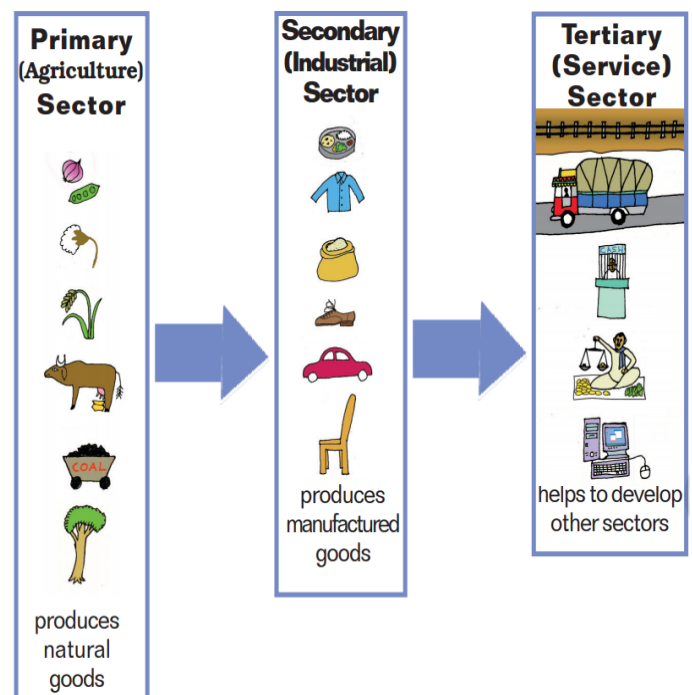 Primary
(Agriculture)
Sector
COAL
produces
natural
goods
Secondary
(Industrial)
Sector
produces
manufactured
goods
Tertiary
(Service)
Sector
CASH
helps to develop
other sectors